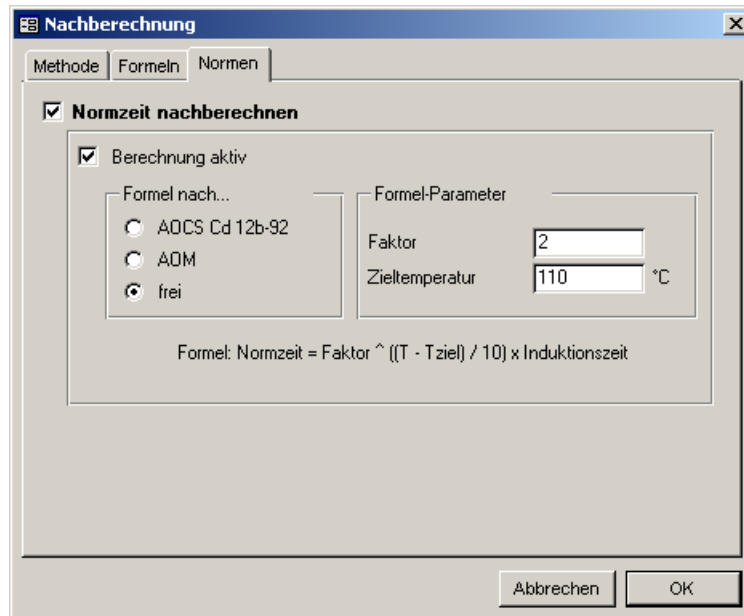 Nachberechnung
Methode Formeln Normen
Normzeit nachberechnen
Berechnung aktiv
Formel nach...
AOCS Cd 12b-92
AOM
frei
Formel-Parameter
Faktor 2
Zieltemperatur 110 °C
Formel: Normzeit = Faktor ^ ((T - Tziel) / 10) x Induktionszeit
Abbrechen OK